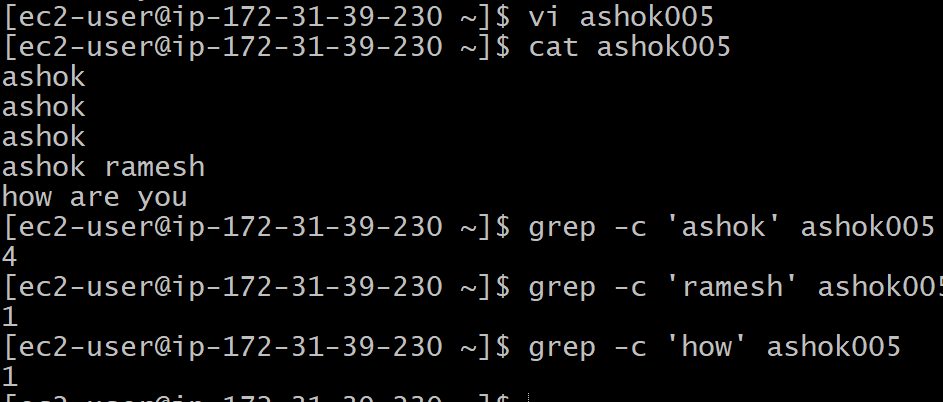 [ec2-user@ip-172-31-39-230 ~]$ vi ashok005
[ec2-user@ip-172-31-39-230 ~]$ cat ashok005
ashok
ashok
ashok
ashok ramesh
how are you
[ec2-user@ip-172-31-39-230 ~]$ grep -c 'ashok' ashok005
4
[ec2-user@ip-172-31-39-230 ~]$ grep -c 'ramesh' ashok005
1
[ec2-user@ip-172-31-39-230 ~]$ grep -c 'how' ashok005
1